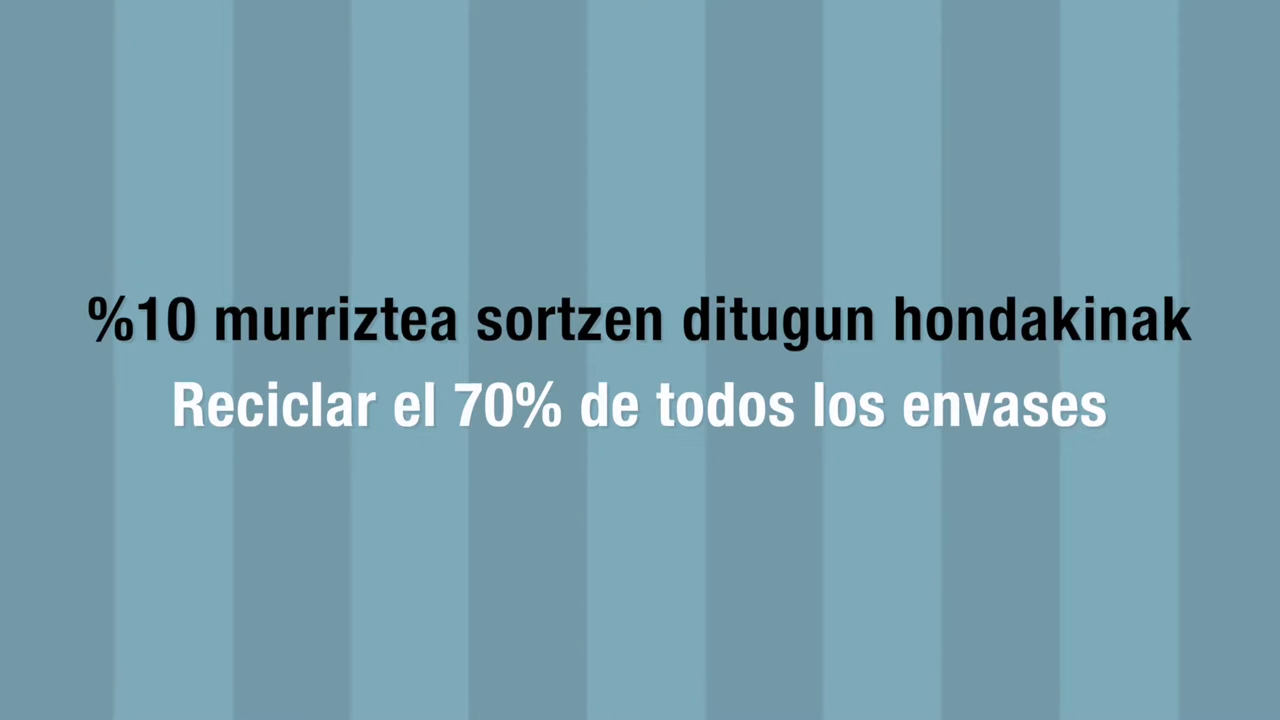 %10 murriztea sortzen ditugun hondakinak
Reciclar el 70% de todos los envases